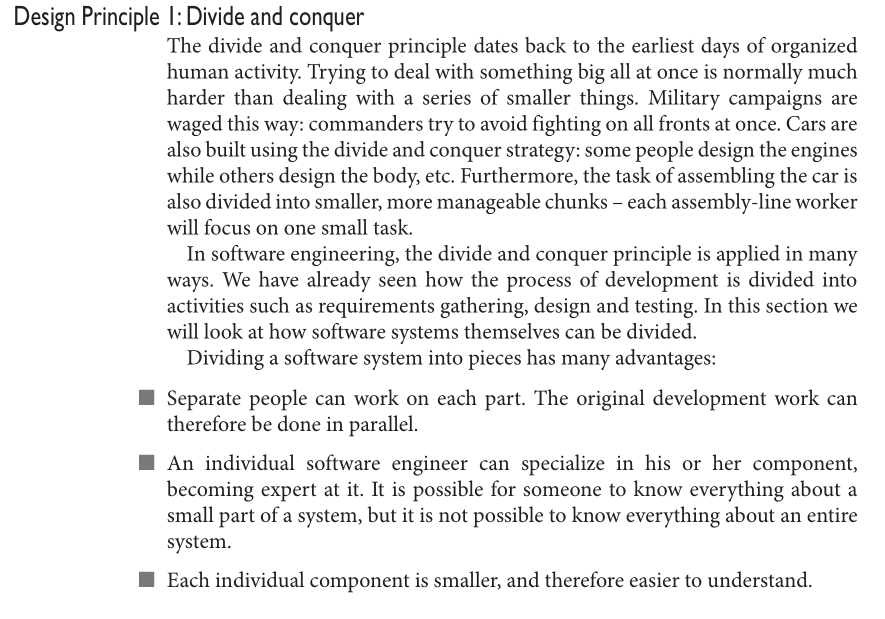 Design Principle 1: Divide and conquer
The divide and conquer principle dates back to the earliest days of organized
human activity. Trying to deal with something big all at once is normally much
harder than dealing with a series of smaller things. Military campaigns are
waged this way: commanders try to avoid fighting on all fronts at once. Cars are
also built using the divide and conquer strategy: some people design the engines
while others design the body, etc. Furthermore, the task of assembling the car is
also divided into smaller, more manageable chunks – each assembly-line worker
will focus on one small task.
In software engineering, the divide and conquer principle is applied in many
ways. We have already seen how the process of development is divided into
activities such as requirements gathering, design and testing. In this section we
will look at how software systems themselves can be divided.
Dividing a software system into pieces has many advantages:
■ Separate people can work on each part. The original development work can
therefore be done in parallel.
■ An individual software engineer can specialize in his or her component,
becoming expert at it. It is possible for someone to know everything about a
small part of a system, but it is not possible to know everything about an entire
system.
■ Each individual component is smaller, and therefore easier to understand.